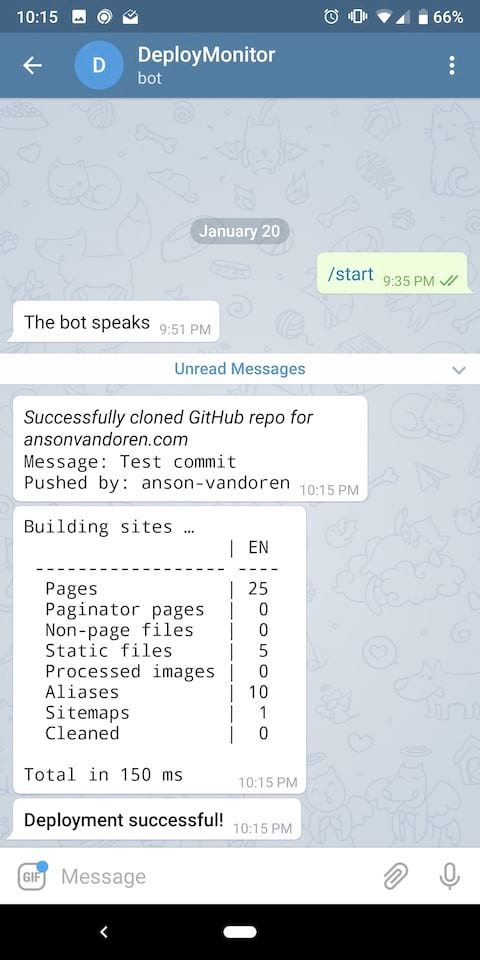 10:15 66%
D DeployMonitor
bot
January 20
/start 9:35 PM
The bot speaks 9:51 PM
Unread Messages
Successfully cloned GitHub repo for
ansonvandoren.com
Message: Test commit
Pushed by: anson-vandoren 10:15 PM
Building sites …
| EN
------------------ ----
Pages | 25
Paginator pages | 0
Non-page files | 0
Static files | 5
Processed images | 0
Aliases | 10
Sitemaps | 1
Cleaned | 0
Total in 150 ms 10:15 PM
Deployment successful! 10:15 PM
GIF Message